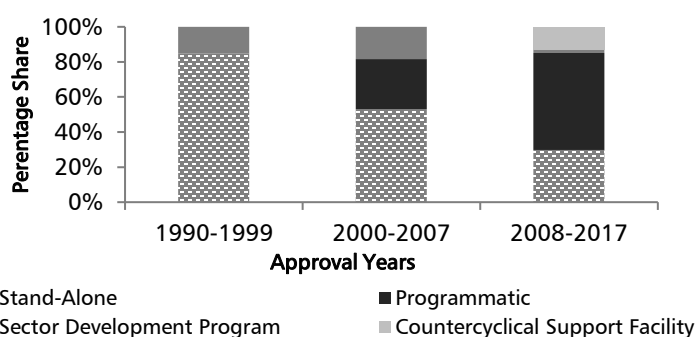 100%
80%
60%
40%
20%
0%
Perentage Share
1990-1999 2000-2007 2008-2017
Approval Years
Stand-Alone Programmatic
Sector Development Program Countercyclical Support Facility